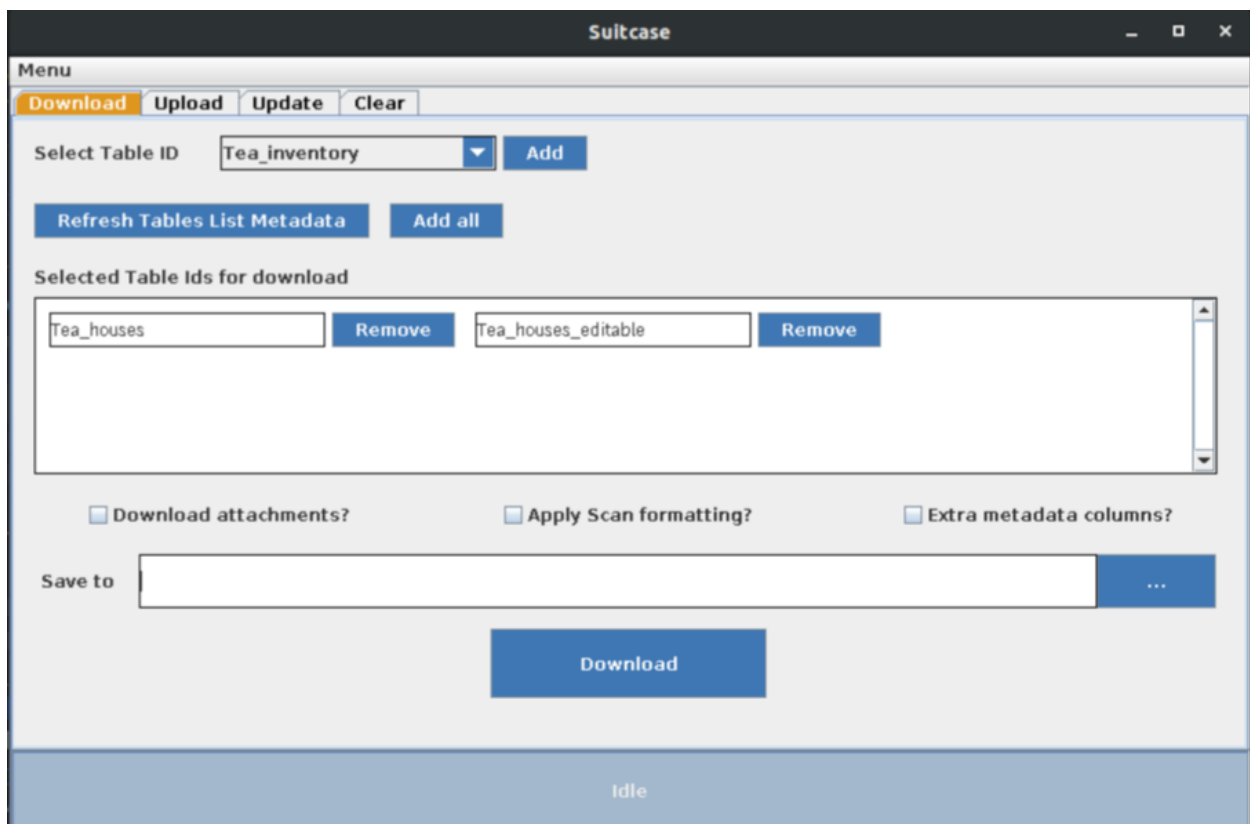 Suitcase
Menu
Download Upload Update Clear
Select Table ID Tea_inventory Add
Refresh Tables List Metadata Add all
Selected Table Ids for download
Tea_houses Remove Tea_houses_editable Remove
Download attachments? Apply Scan formatting? Extra metadata columns?
Save to ...
Download
Idle